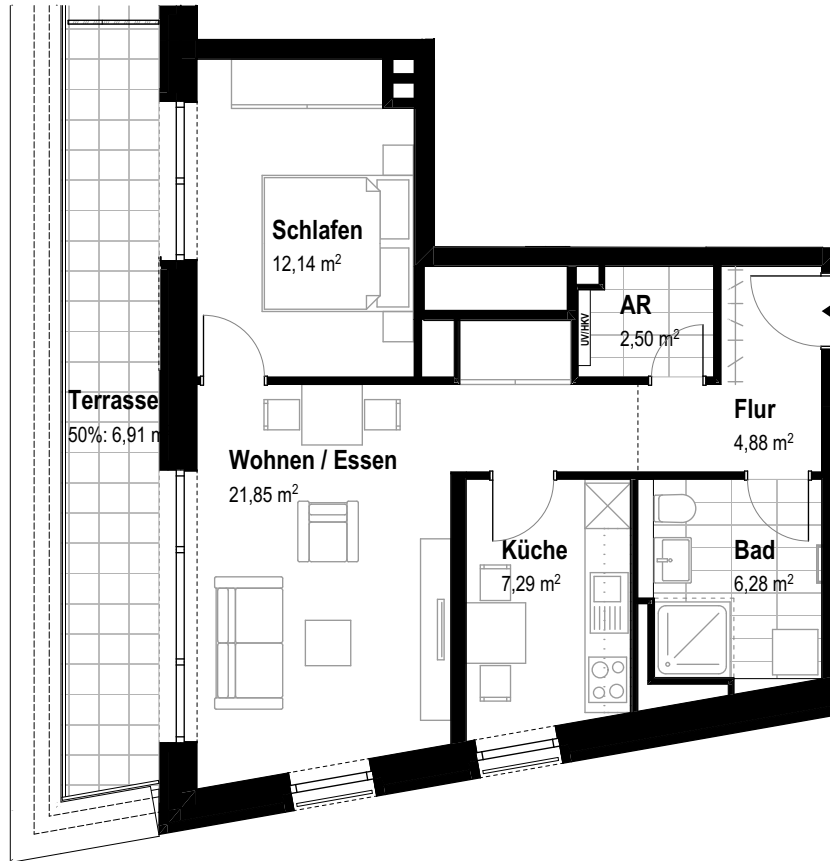 Schlafen
12,14 m²
AR
2,50 m²
UV/HKV
Terrasse
50%: 6,91 m
Flur
4,88 m²
Wohnen / Essen
21,85 m²
Küche
7,29 m²
Bad
6,28 m²